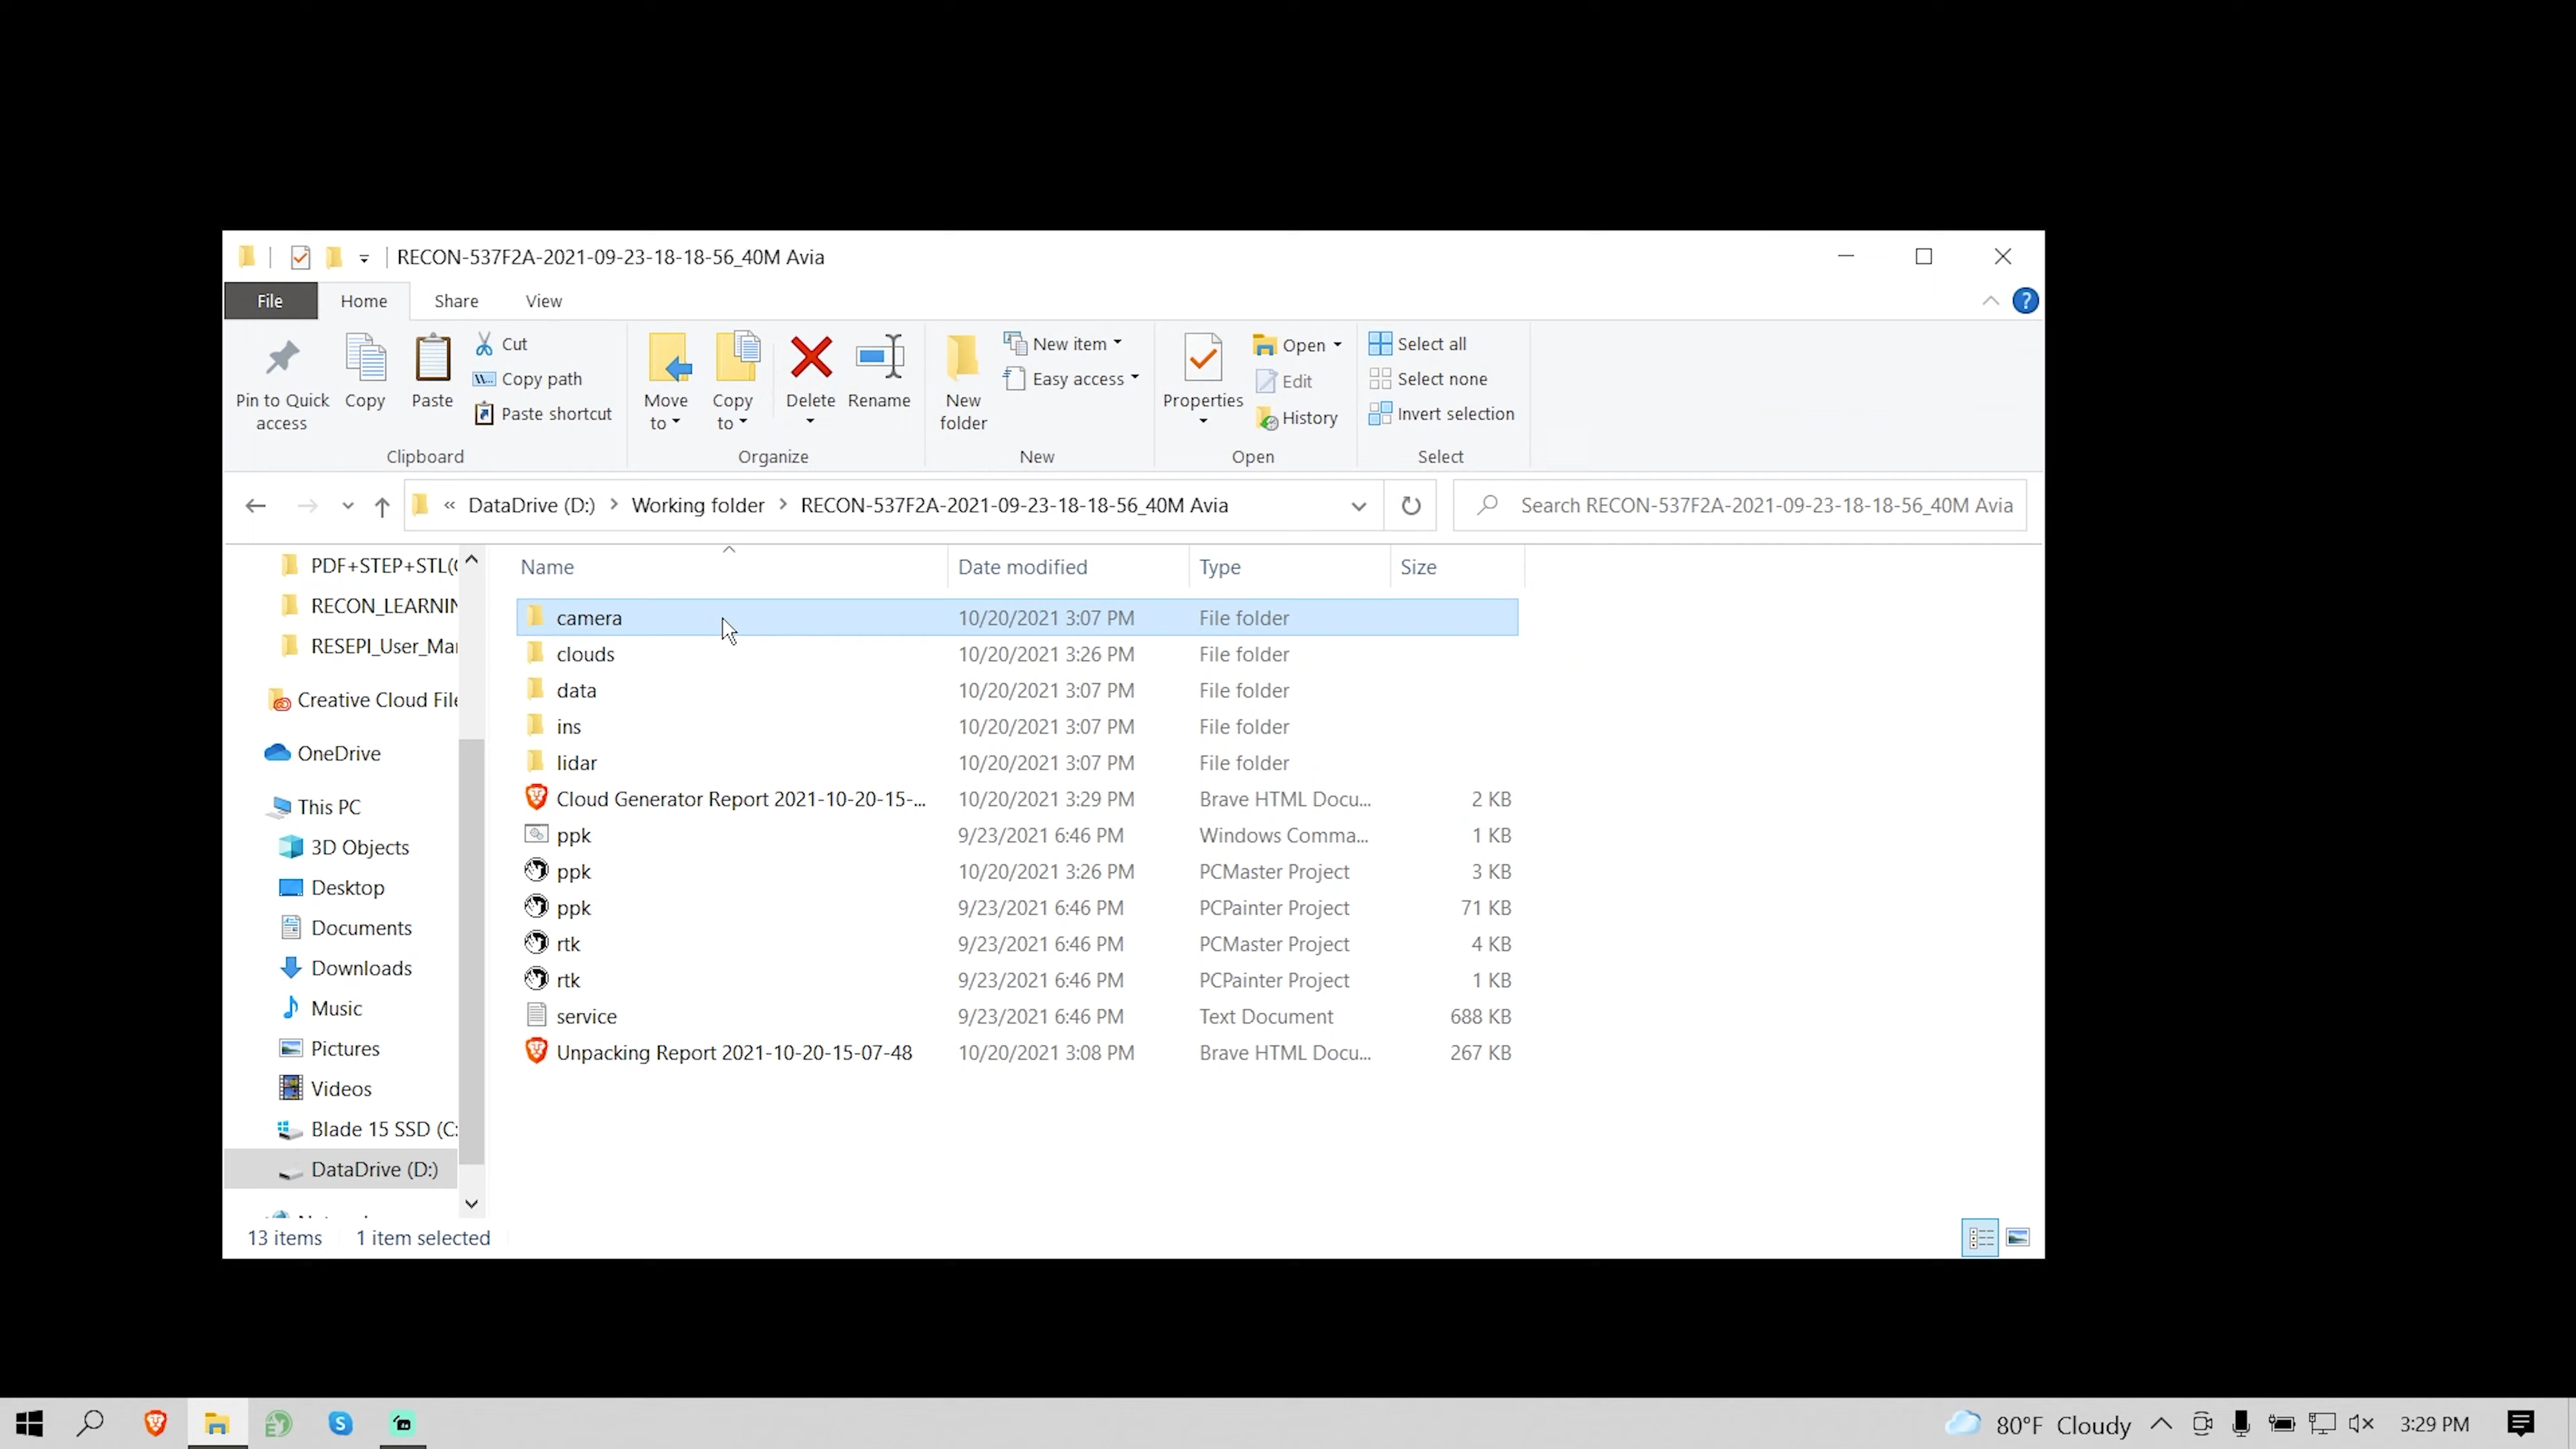 RECON-537F2A-2021-09-23-18-18-56_40M Avia
File Home Share View
Pin to Quick access
Copy
Paste
Cut
Copy path
Paste shortcut
Clipboard
Move to
Copy to
Delete
Rename
Organize
New folder
New item
Easy access
New
Properties
Open
Edit
History
Open
Select all
Select none
Invert selection
Select
« DataDrive (D:) > Working folder > RECON-537F2A-2021-09-23-18-18-56_40M Avia
Search RECON-537F2A-2021-09-23-18-18-56_40M Avia
PDF+STEP+STL(
RECON_LEARNIN
RESEPI_User_Ma
Creative Cloud File
OneDrive
This PC
3D Objects
Desktop
Documents
Downloads
Music
Pictures
Videos
Blade 15 SSD (C:
DataDrive (D:)
Name Date modified Type Size
camera 10/20/2021 3:07 PM File folder
clouds 10/20/2021 3:26 PM File folder
data 10/20/2021 3:07 PM File folder
ins 10/20/2021 3:07 PM File folder
lidar 10/20/2021 3:07 PM File folder
Cloud Generator Report 2021-10-20-15-... 10/20/2021 3:29 PM Brave HTML Docu... 2 KB
ppk 9/23/2021 6:46 PM Windows Comma... 1 KB
ppk 10/20/2021 3:26 PM PCMaster Project 3 KB
ppk 9/23/2021 6:46 PM PCPainter Project 71 KB
rtk 9/23/2021 6:46 PM PCMaster Project 4 KB
rtk 9/23/2021 6:46 PM PCPainter Project 1 KB
service 9/23/2021 6:46 PM Text Document 688 KB
Unpacking Report 2021-10-20-15-07-48 10/20/2021 3:08 PM Brave HTML Docu... 267 KB
13 items 1 item selected
80°F Cloudy 3:29 PM